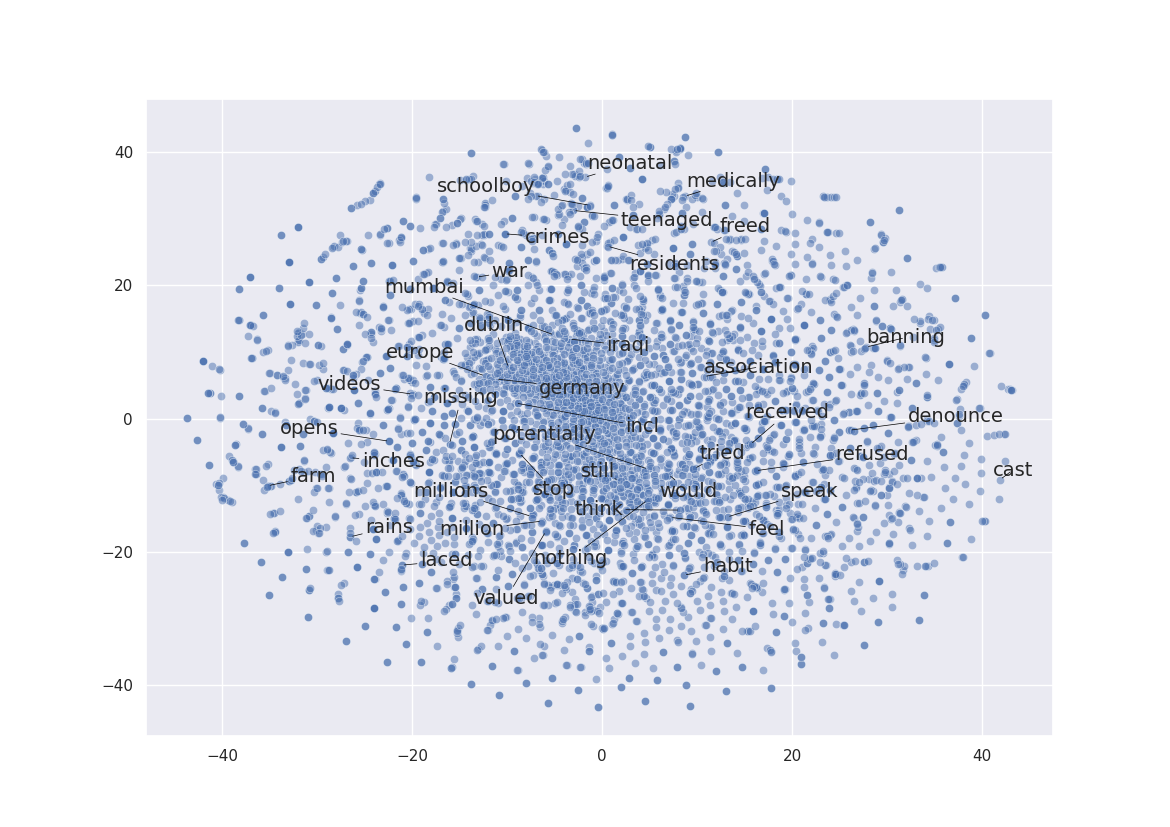 40
20
0
−20
−40
neonatal
schoolboy
medically
teenaged
freed
crimes
residents
war
mumbai
dublin
iraqi
banning
europe
association
videos
germany
missing
received
denounce
opens
incl
potentially
tried
refused
inches
still
cast
farm
stop
millions
would
speak
think
rains
million
feel
nothing
laced
habit
valued
−40
−20
0
20
40